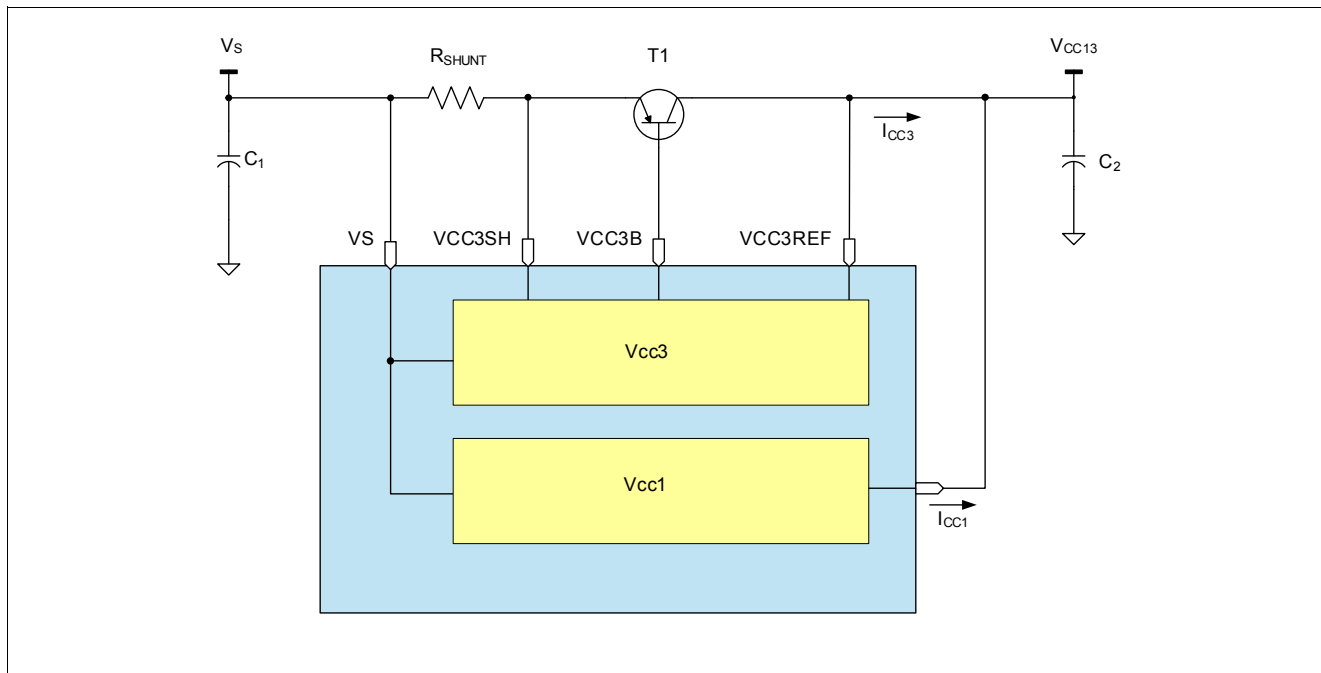 VS
RSHUNT
T1
VCC13
ICC3
C1
C2
VS
VCC3SH
VCC3B
VCC3REF
Vcc3
Vcc1
ICC1